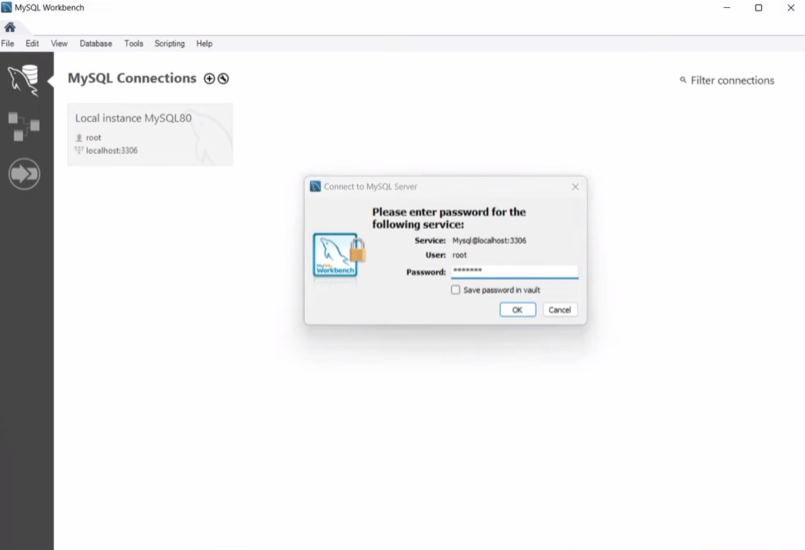 MySQL Workbench
File Edit View Database Tools Scripting Help
MySQL Connections
Filter connections
Local instance MySQL80
root
localhost:3306
Connect to MySQL Server
Please enter password for the
following service:
Service: Mysql@localhost:3306
User: root
Password: *******
MySQL
Workbench
Save password in vault
OK Cancel